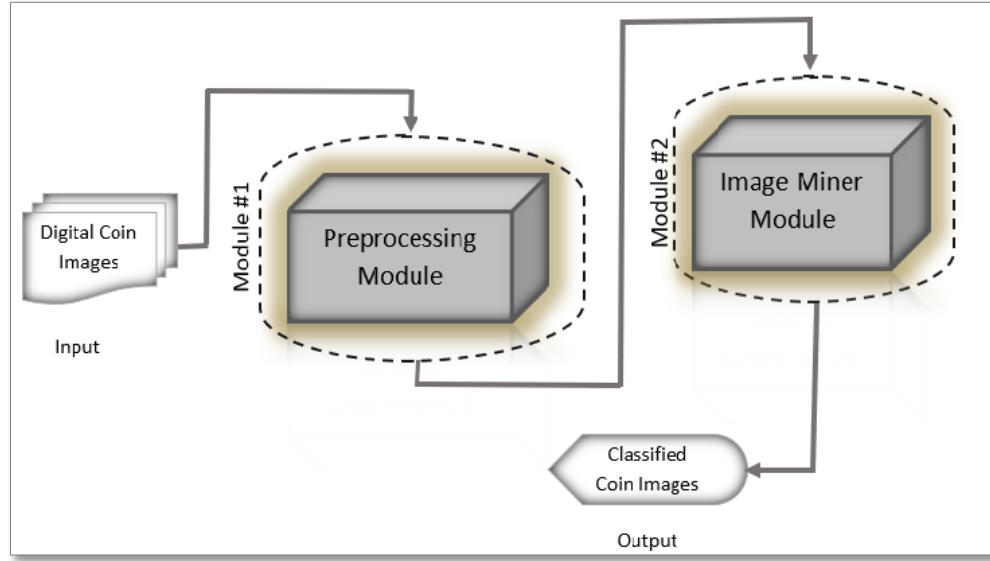 Digital Coin
Images
Input
Module #1
Preprocessing
Module
Module #2
Image Miner
Module
Classified
Coin Images
Output